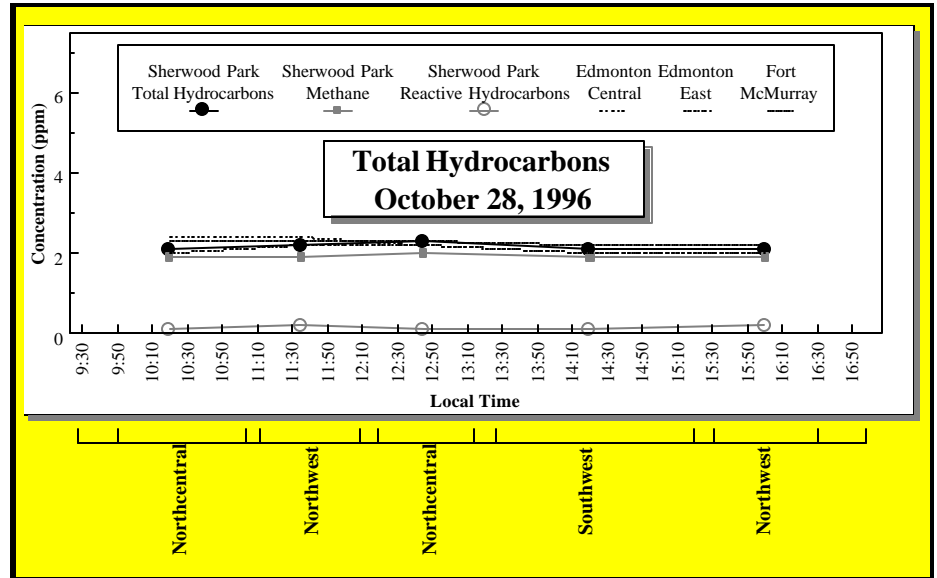 Sherwood Park Sherwood Park Sherwood Park Edmonton Edmonton Fort
Total Hydrocarbons Methane Reactive Hydrocarbons Central East McMurray
Total Hydrocarbons
October 28, 1996
Concentration (ppm)
6
4
2
0
9:30 9:50 10:10 10:30 10:50 11:10 11:30 11:50 12:10 12:30 12:50 13:10 13:30 13:50 14:10 14:50 15:10 15:30 15:50 16:10 16:30 16:50
Local Time
Northcentral Northwest Northcentral Southwest Northwest